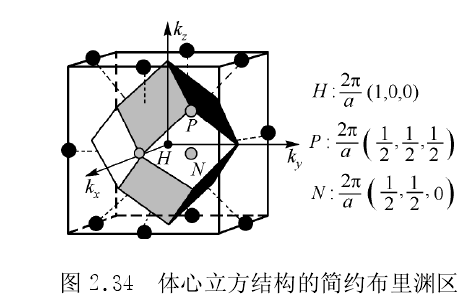 k_z
P
H
N
k_y
k_x
H:2π/a (1,0,0)
P:2π/a (1/2,1/2,1/2)
N:2π/a (1/2,1/2,0)
图 2.34 体心立方结构的简约布里渊区